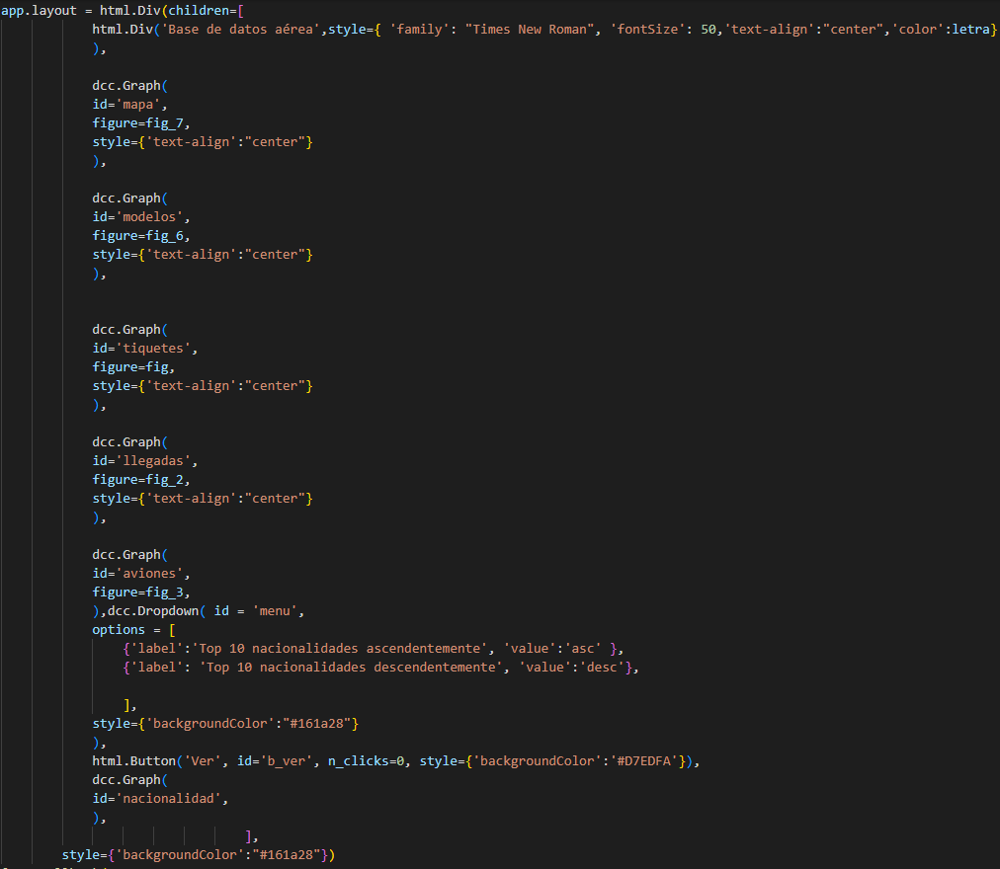 app.layout = html.Div(children=[
html.Div('Base de datos aérea',style={ 'family': "Times New Roman", 'fontSize': 50,'text-align':"center",'color':letra}
),
dcc.Graph(
id='mapa',
figure=fig_7,
style={'text-align':"center"}
),
dcc.Graph(
id='modelos',
figure=fig_6,
style={'text-align':"center"}
),
dcc.Graph(
id='tiquetes',
figure=fig,
style={'text-align':"center"}
),
dcc.Graph(
id='llegadas',
figure=fig_2,
style={'text-align':"center"}
),
dcc.Graph(
id='aviones',
figure=fig_3,
),dcc.Dropdown( id = 'menu',
options = [
{'label':'Top 10 nacionalidades ascendentemente', 'value':'asc' },
{'label': 'Top 10 nacionalidades descendentemente', 'value':'desc'},
],
style={'backgroundColor':"#161a28"}
),
html.Button('Ver', id='b_ver', n_clicks=0, style={'backgroundColor':'#D7EDFA'}),
dcc.Graph(
id='nacionalidad',
),
],
style={'backgroundColor':"#161a28"})